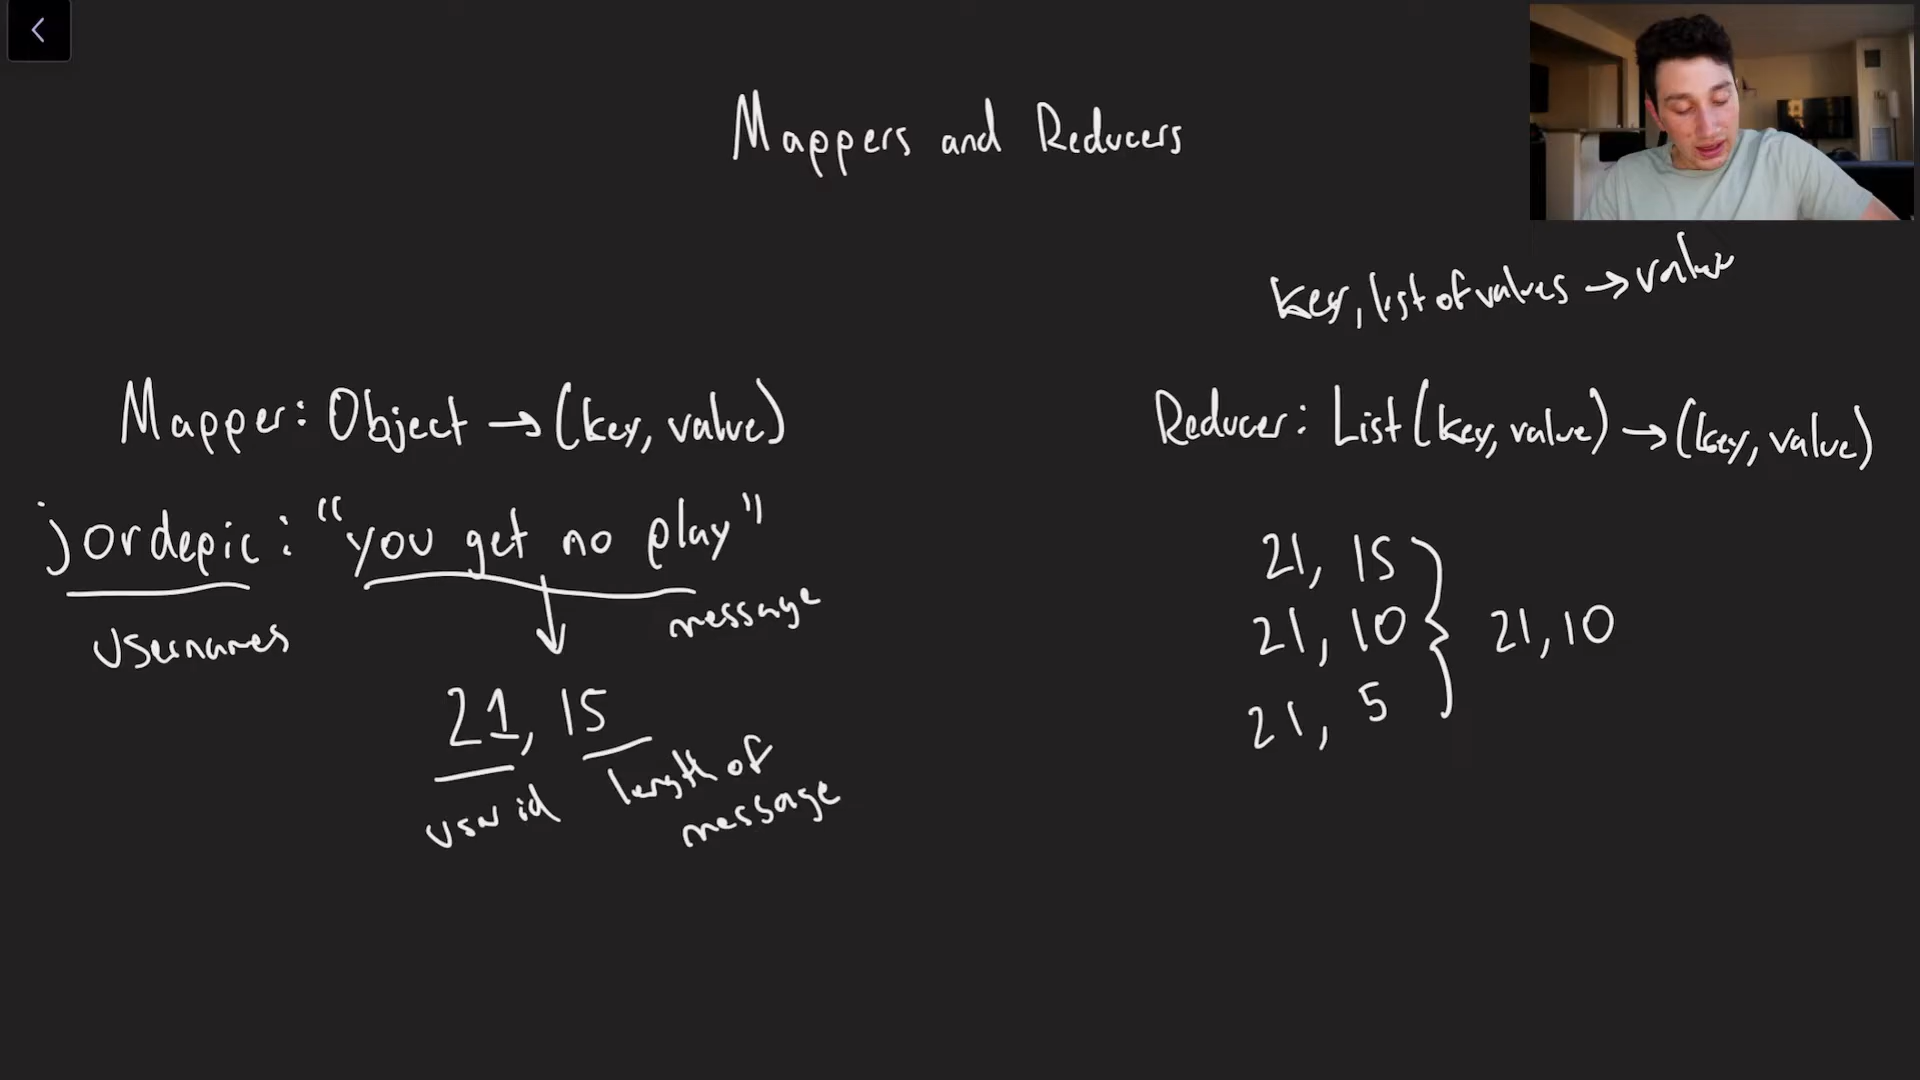 Mappers and Reducers
key, list of values → value
Mapper: Object → (key, value)
Reducer: List (key, value) → (key, value)
jordepic: "you get no play"
usernames
message
21, 15
user id
length of
message
21, 15
21, 10
21, 5
21, 10